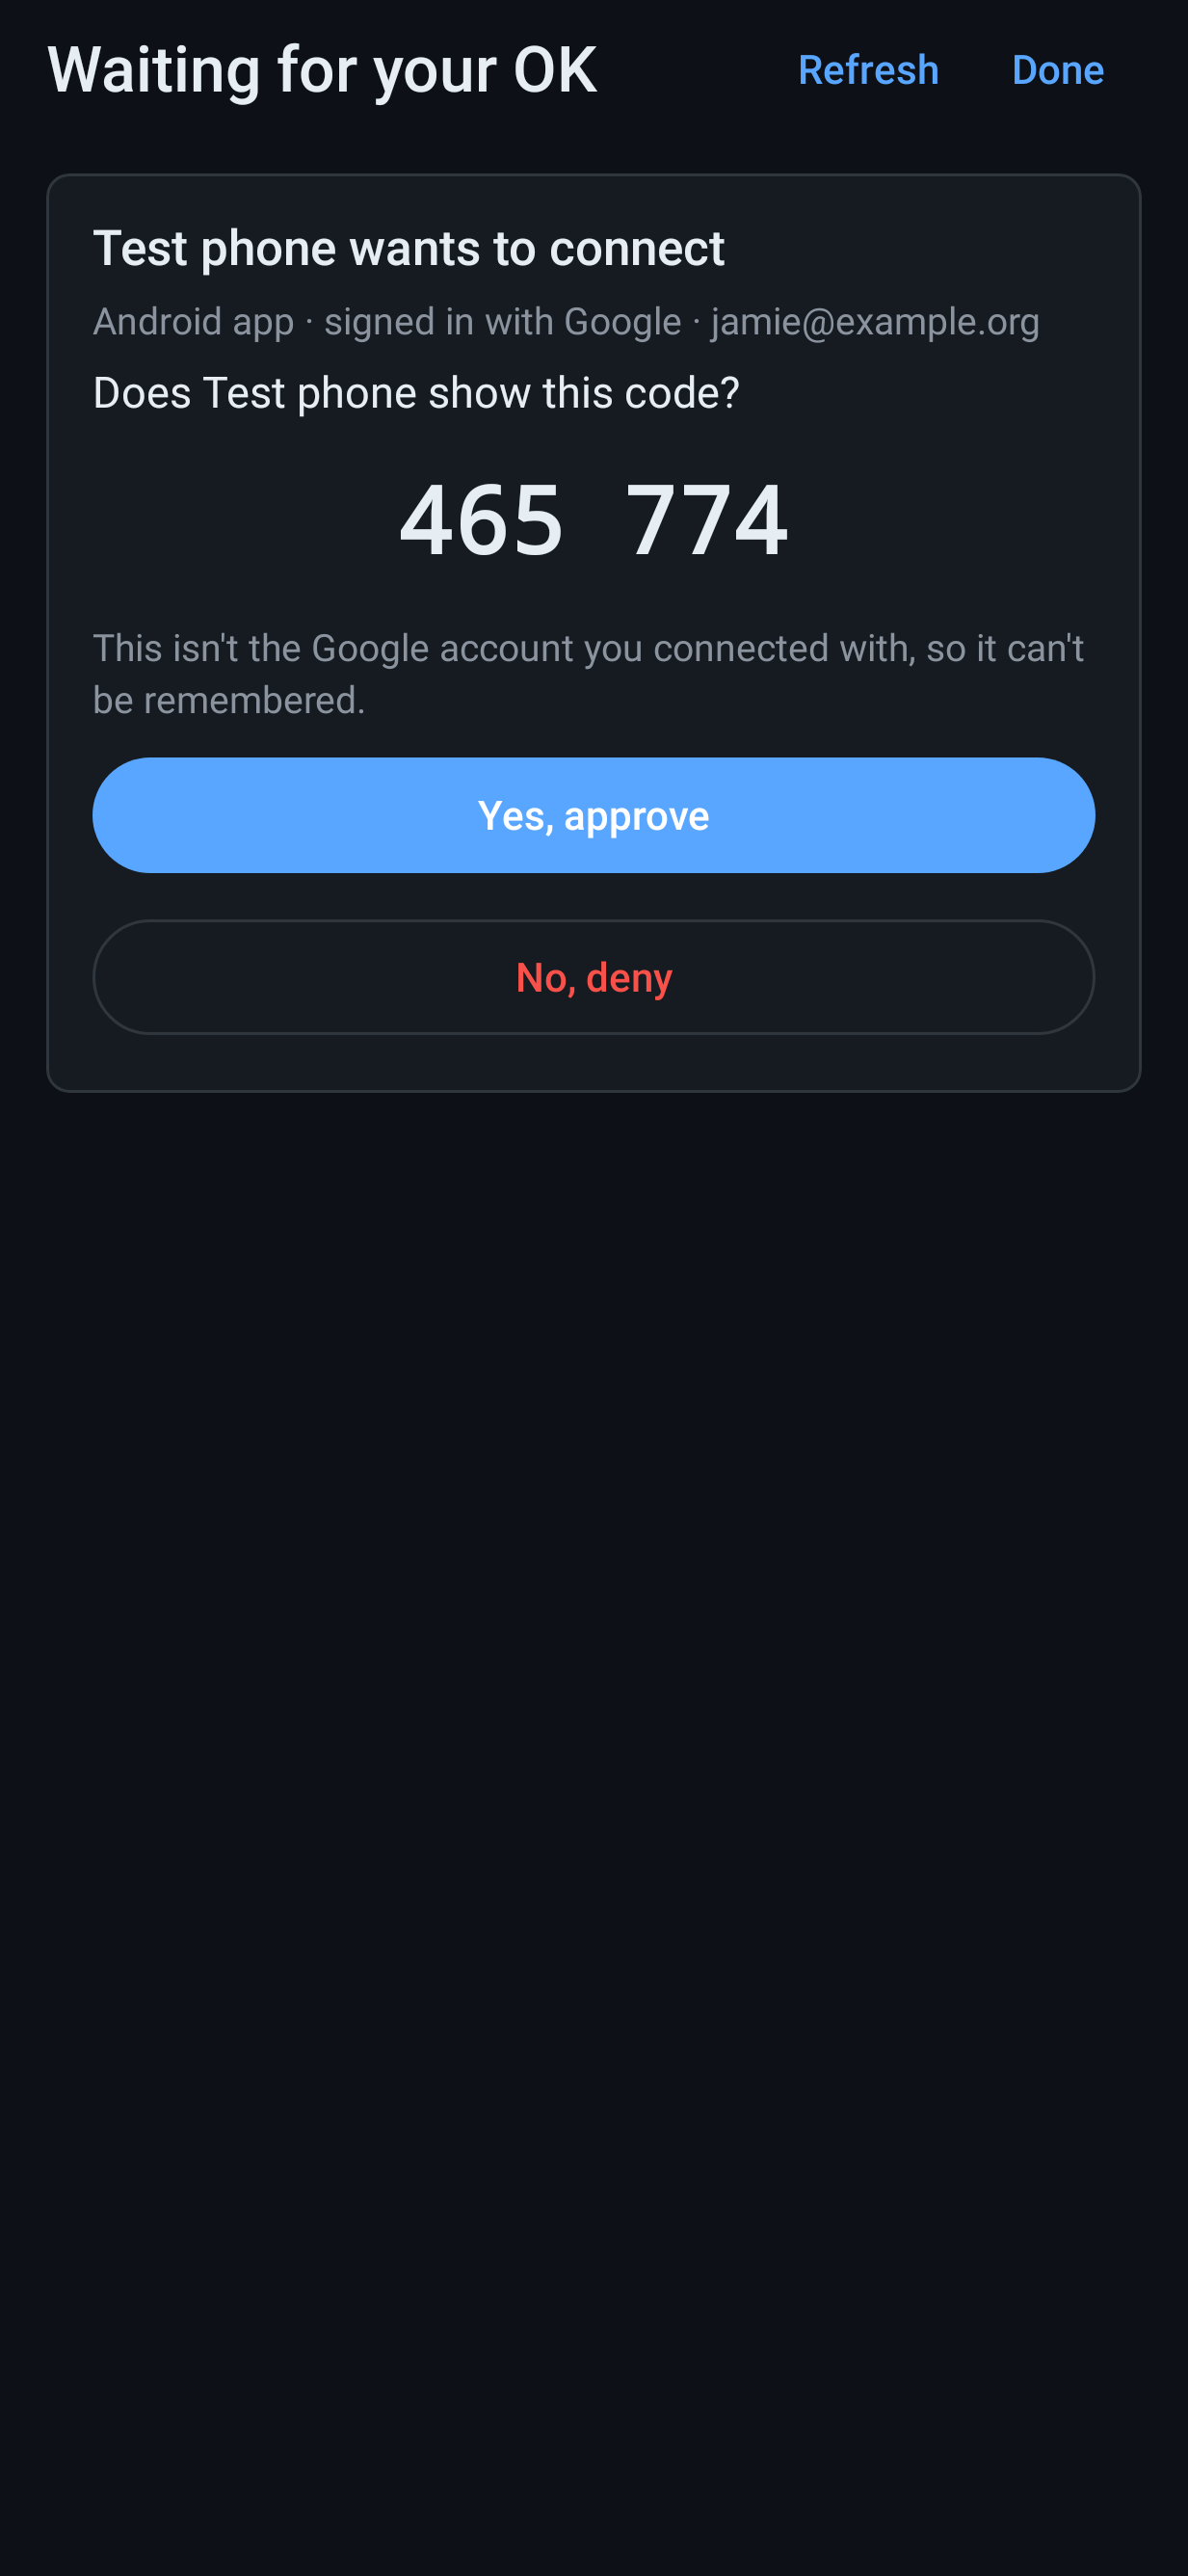 Waiting for your OK
Refresh
Done
Test phone wants to connect
Android app · signed in with Google · jamie@example.org
Does Test phone show this code?
465 774
This isn't the Google account you connected with, so it can't
be remembered.
Yes, approve
No, deny